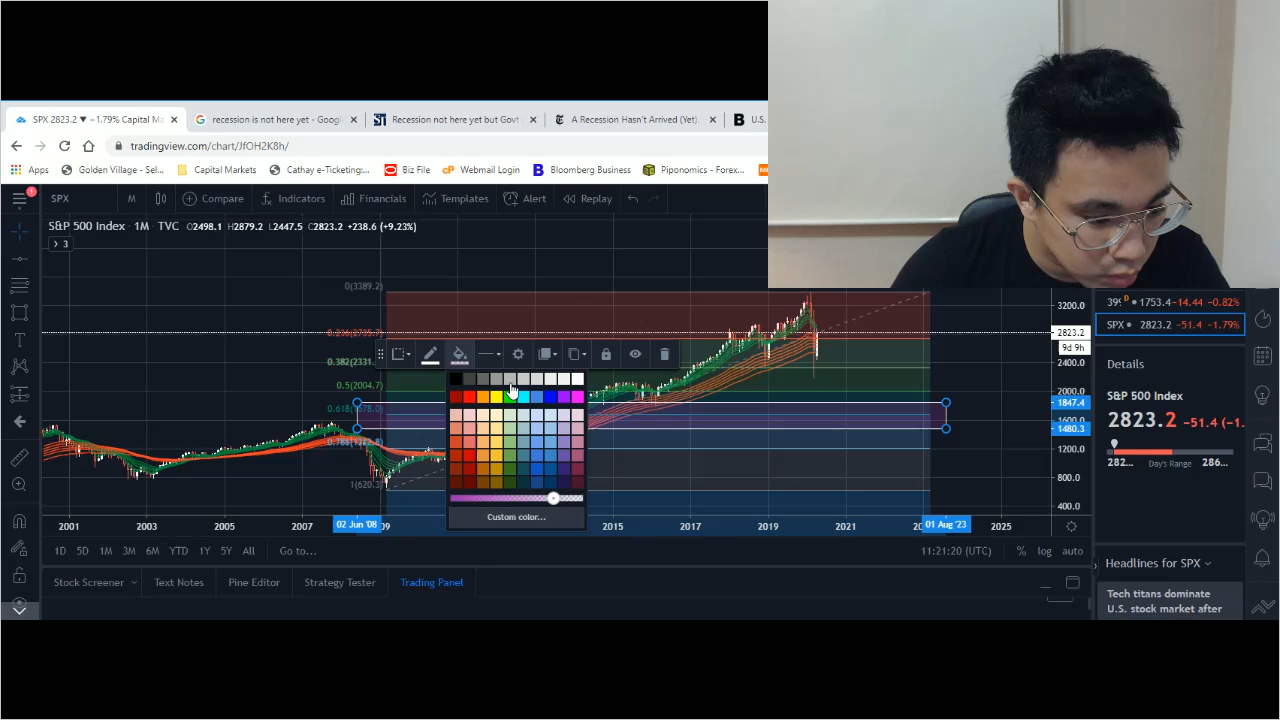 SPX 2823.2 ▼ −1.79% Capital Ma
recession is not here yet - Googl
Recession not here yet but Govt
A Recession Hasn't Arrived (Yet)
U.S.
tradingview.com/chart/JfOH2K8h/
Apps
Golden Village - Sel...
Capital Markets
Cathay e-Ticketing:...
Biz File
cP Webmail Login
Bloomberg Business
Piponomics - Forex...
SPX
M
Compare
Indicators
Financials
Templates
Alert
Replay
S&P 500 Index · 1M · TVC O2498.1 H2879.2 L2447.5 C2823.2 +238.6 (+9.23%)
3
0(3389.2)
0.382(2331.
0.5(2004.7)
1(620.3)
3200.0
2823.2
9d 9h
2400.0
2000.0
1847.4
1480.3
1200.0
800.0
400.0
Custom color...
2001
2003
2005
2007
02 Jun '08
09
2015
2017
2019
2021
01 Aug '23
2025
1D 5D 1M 3M 6M YTD 1Y 5Y All Go to...
11:21:20 (UTC) % log auto
Stock Screener
Text Notes
Pine Editor
Strategy Tester
Trading Panel
399 D 1753.4 -14.44 -0.82%
SPX 2823.2 -51.4 -1.79%
Details
S&P 500 Index
2823.2 -51.4 (-1.
282... Day's Range 286...
Headlines for SPX
Tech titans dominate
U.S. stock market after